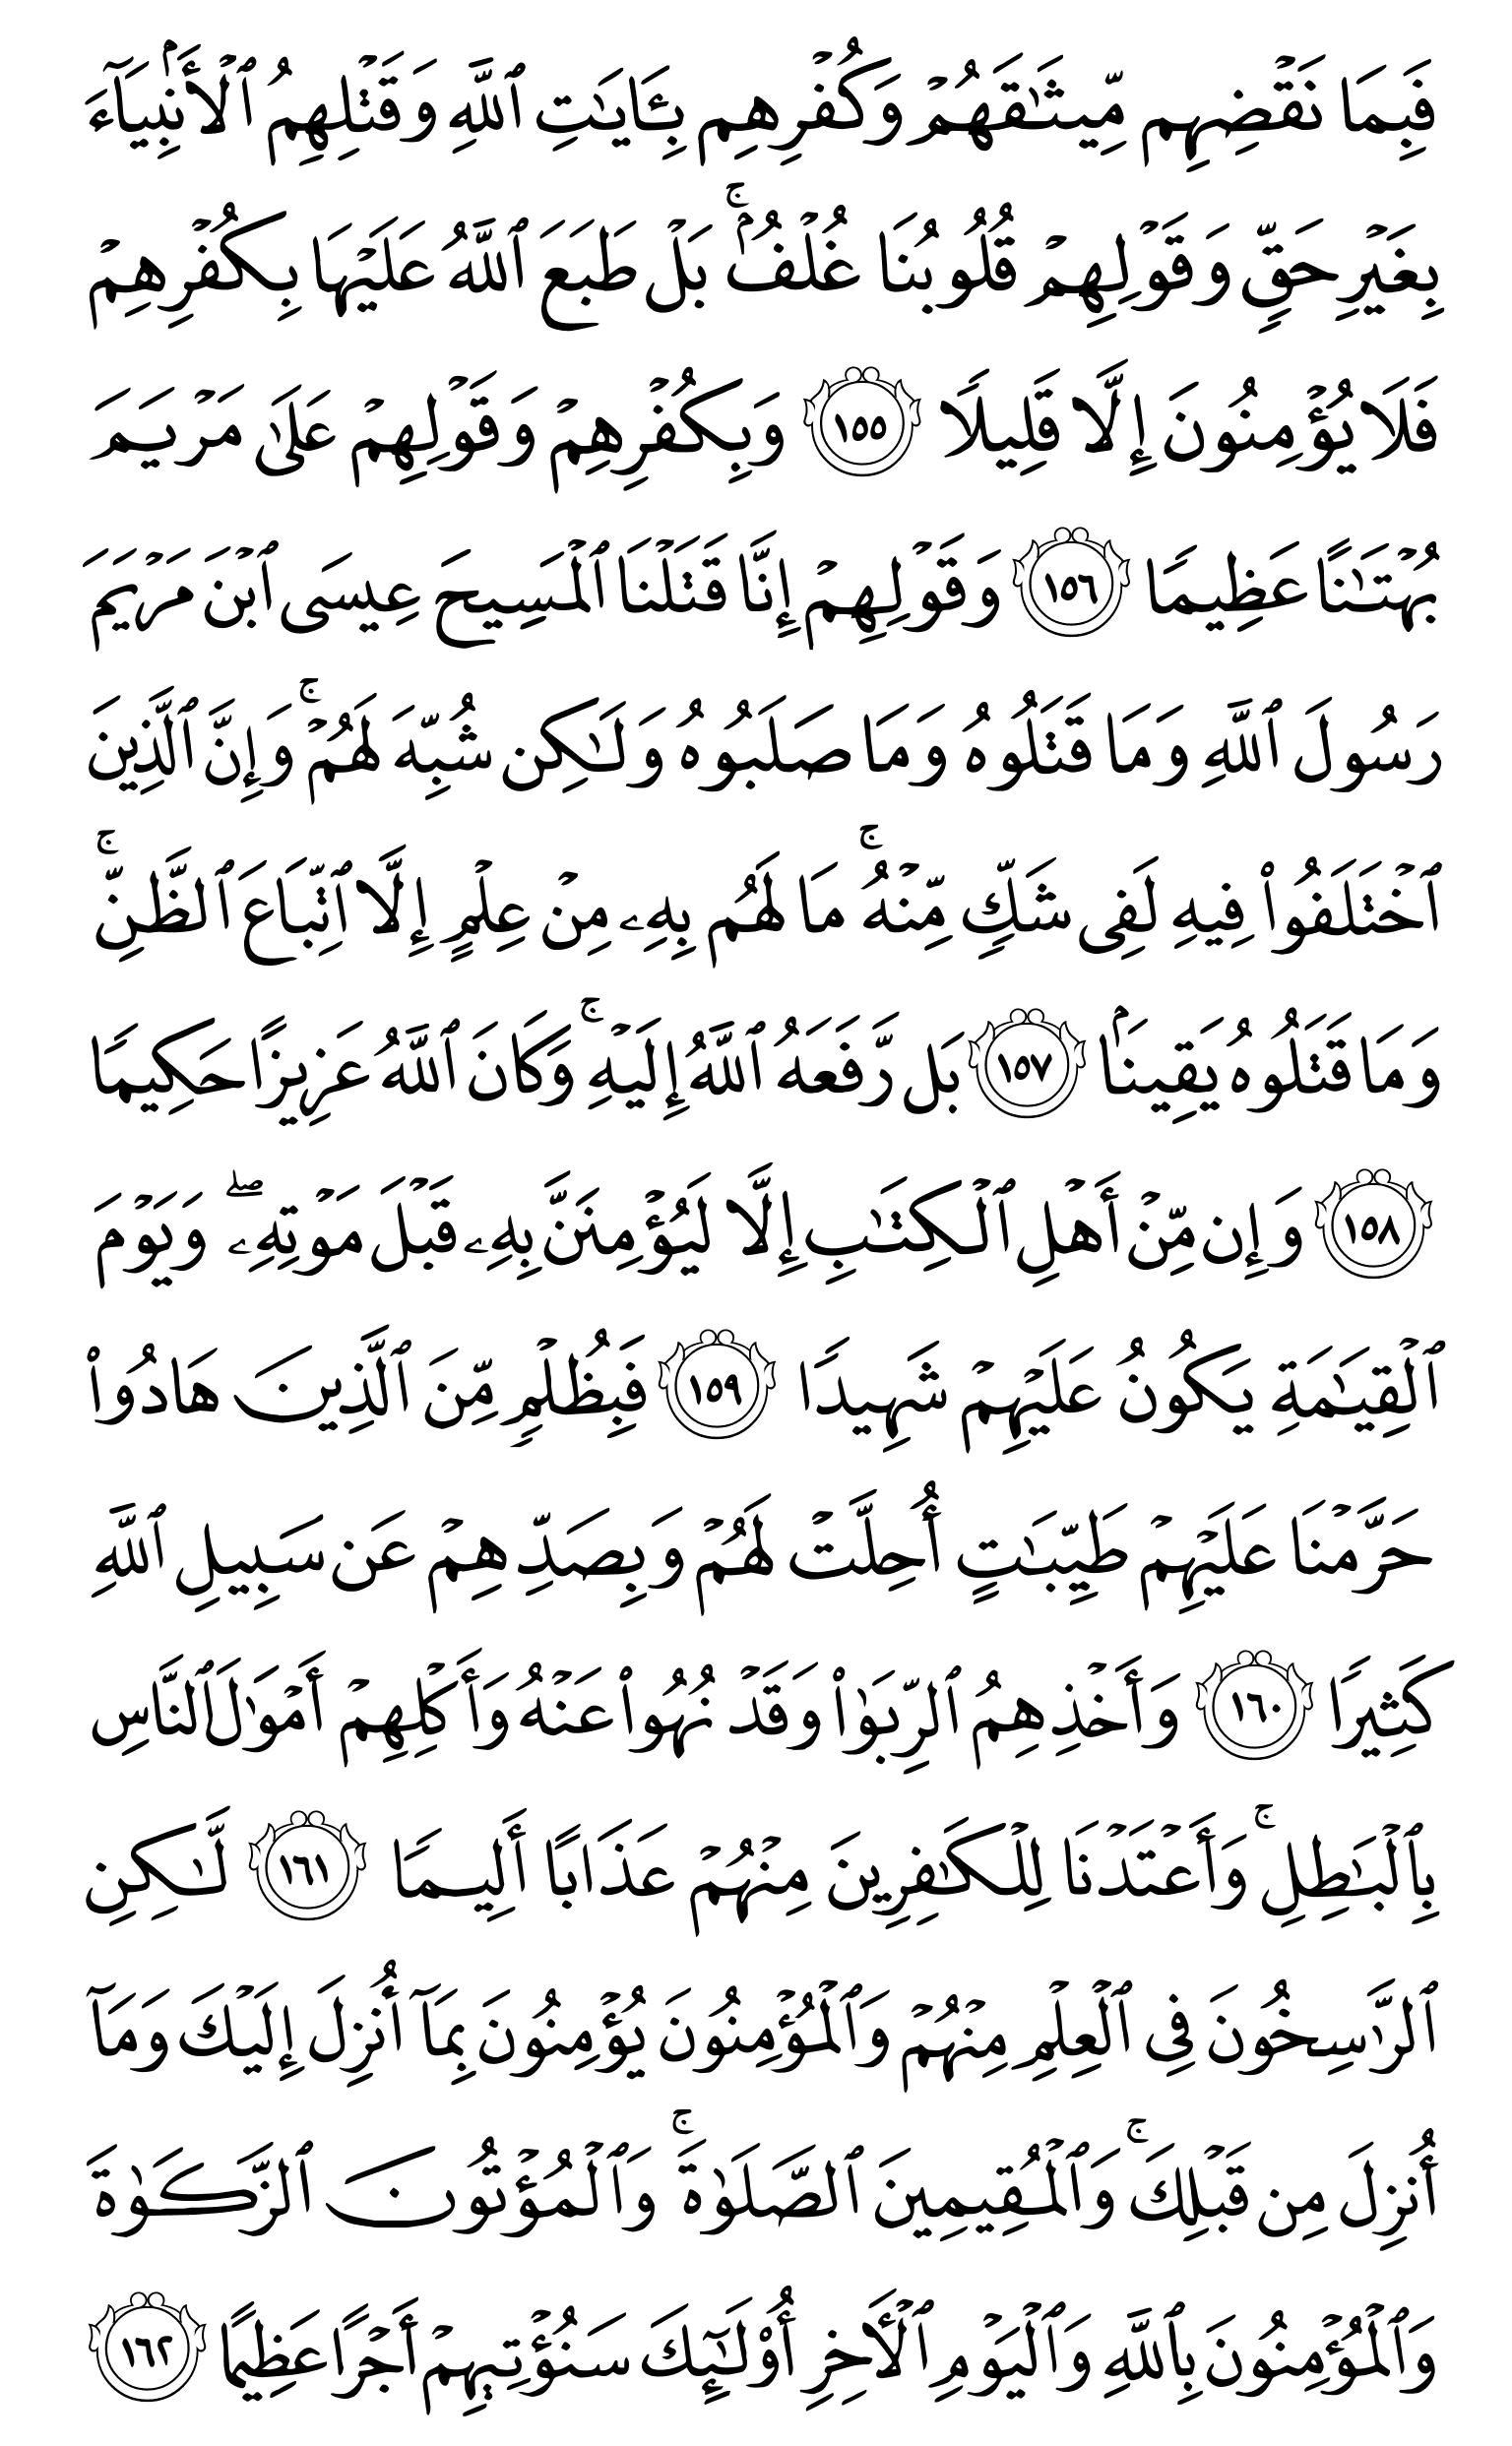 فَبِمَا نَقۡضِهِم مِّيثَٰقَهُمۡ وَكُفۡرِهِم بِـَٔايَٰتِ ٱللَّهِ وَقَتۡلِهِمُ ٱلۡأَنۢبِيَآءَ
بِغَيۡرِ حَقّٖ وَقَوۡلِهِمۡ قُلُوبُنَا غُلۡفُۢۚ بَلۡ طَبَعَ ٱللَّهُ عَلَيۡهَا بِكُفۡرِهِمۡ
فَلَا يُؤۡمِنُونَ إِلَّا قَلِيلٗا ١٥٥ وَبِكُفۡرِهِمۡ وَقَوۡلِهِمۡ عَلَىٰ مَرۡيَمَ
بُهۡتَٰنًا عَظِيمٗا ١٥٦ وَقَوۡلِهِمۡ إِنَّا قَتَلۡنَا ٱلۡمَسِيحَ عِيسَى ٱبۡنَ مَرۡيَمَ
رَسُولَ ٱللَّهِ وَمَا قَتَلُوهُ وَمَا صَلَبُوهُ وَلَٰكِن شُبِّهَ لَهُمۡۚ وَإِنَّ ٱلَّذِينَ
ٱخۡتَلَفُواْ فِيهِ لَفِي شَكّٖ مِّنۡهُۚ مَا لَهُم بِهِۦ مِنۡ عِلۡمٍ إِلَّا ٱتِّبَاعَ ٱلظَّنِّۚ
وَمَا قَتَلُوهُ يَقِينَۢا ١٥٧ بَل رَّفَعَهُ ٱللَّهُ إِلَيۡهِۚ وَكَانَ ٱللَّهُ عَزِيزًا حَكِيمٗا
١٥٨ وَإِن مِّنۡ أَهۡلِ ٱلۡكِتَٰبِ إِلَّا لَيُؤۡمِنَنَّ بِهِۦ قَبۡلَ مَوۡتِهِۦۖ وَيَوۡمَ
ٱلۡقِيَٰمَةِ يَكُونُ عَلَيۡهِمۡ شَهِيدٗا ١٥٩ فَبِظُلۡمٖ مِّنَ ٱلَّذِينَ هَادُواْ
حَرَّمۡنَا عَلَيۡهِمۡ طَيِّبَٰتٍ أُحِلَّتۡ لَهُمۡ وَبِصَدِّهِمۡ عَن سَبِيلِ ٱللَّهِ
كَثِيرٗا ١٦٠ وَأَخۡذِهِمُ ٱلرِّبَوٰاْ وَقَدۡ نُهُواْ عَنۡهُ وَأَكۡلِهِمۡ أَمۡوَٰلَ ٱلنَّاسِ
بِٱلۡبَٰطِلِۚ وَأَعۡتَدۡنَا لِلۡكَٰفِرِينَ مِنۡهُمۡ عَذَابًا أَلِيمٗا ١٦١ لَّٰكِنِ
ٱلرَّٰسِخُونَ فِي ٱلۡعِلۡمِ مِنۡهُمۡ وَٱلۡمُؤۡمِنُونَ يُؤۡمِنُونَ بِمَآ أُنزِلَ إِلَيۡكَ وَمَآ
أُنزِلَ مِن قَبۡلِكَۚ وَٱلۡمُقِيمِينَ ٱلصَّلَوٰةَۚ وَٱلۡمُؤۡتُونَ ٱلزَّكَوٰةَ
وَٱلۡمُؤۡمِنُونَ بِٱللَّهِ وَٱلۡيَوۡمِ ٱلۡأٓخِرِ أُوْلَٰٓئِكَ سَنُؤۡتِيهِمۡ أَجۡرًا عَظِيمًا ١٦٢